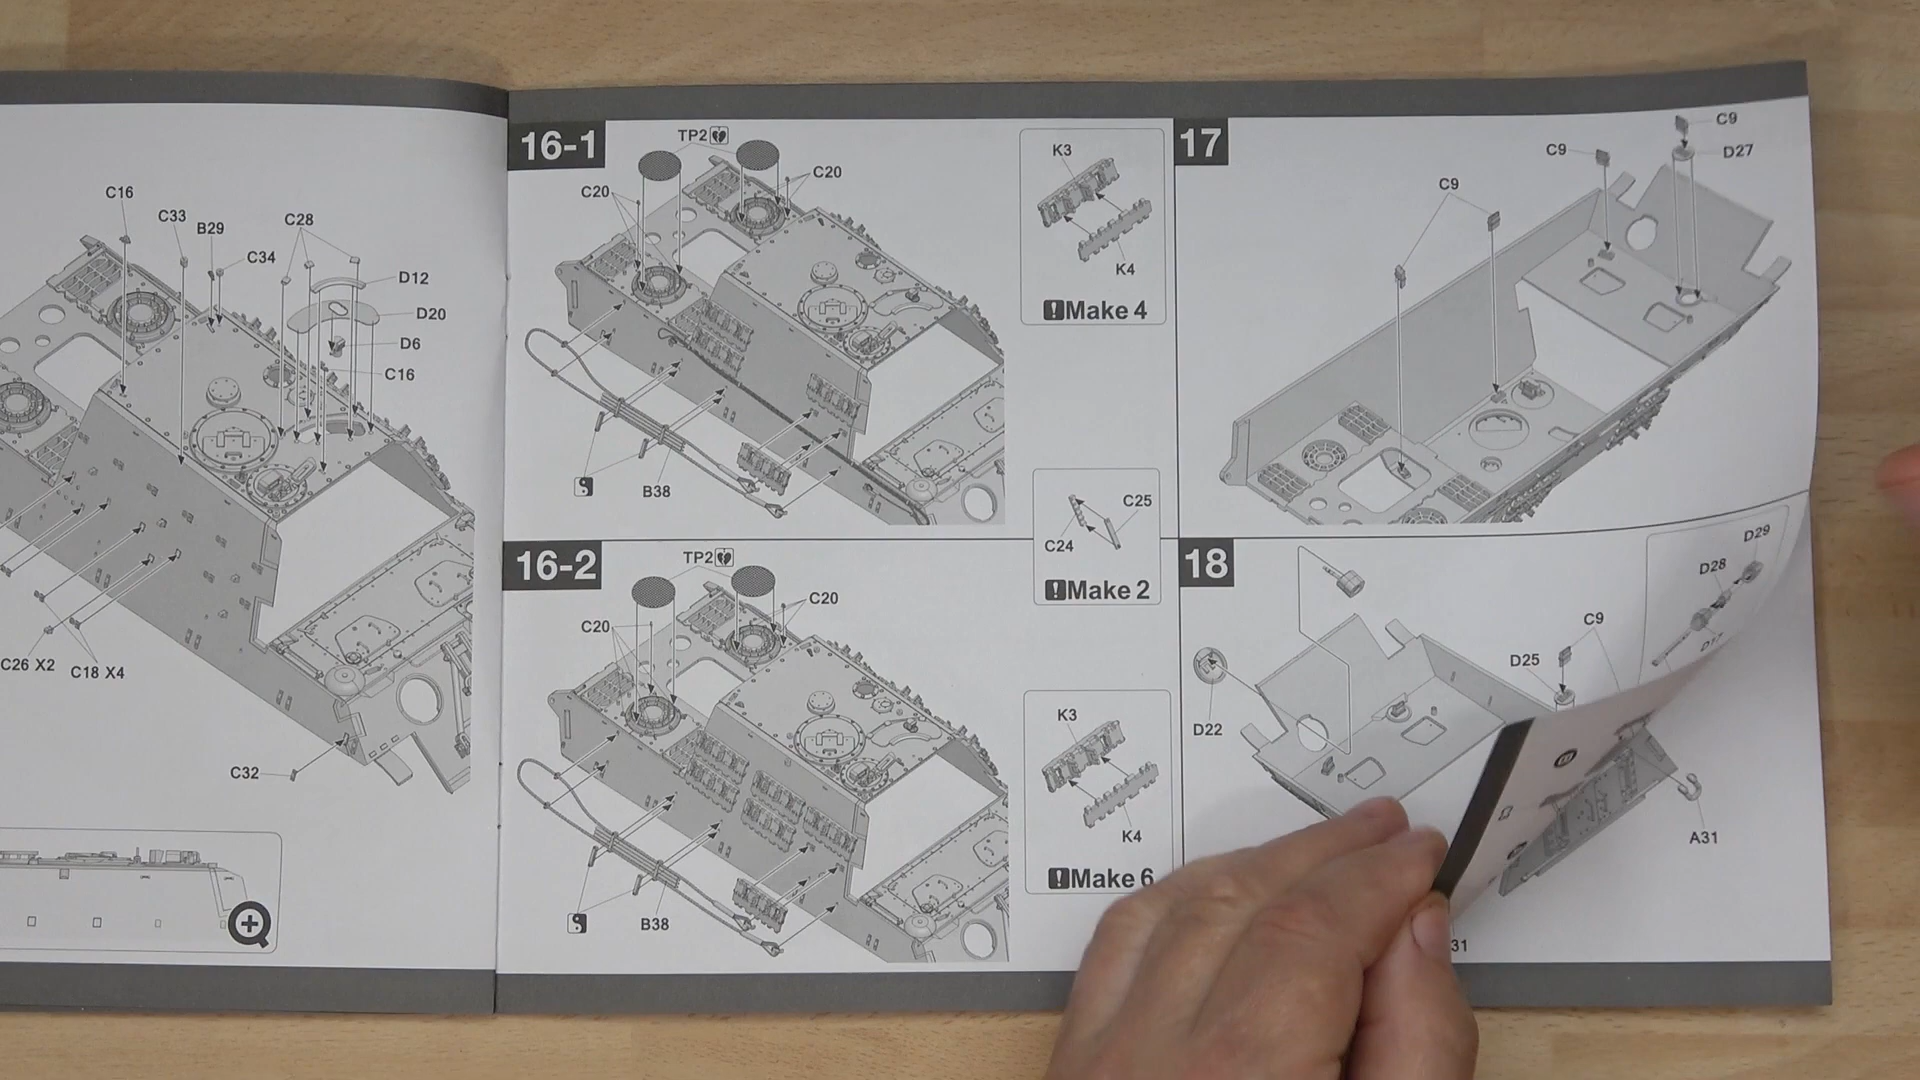 C16
C33
B29
C34
C28
D12
D20
D6
C16
C26 X2
C18 X4
C32
16-1
TP2
C20
C20
B38
K3
K4
Make 4
C25
C24
Make 2
16-2
TP2
C20
C20
B38
K3
K4
Make 6
17
C9
C9
C9
D27
18
D22
D25
C9
D29
D28
D17
A31
31